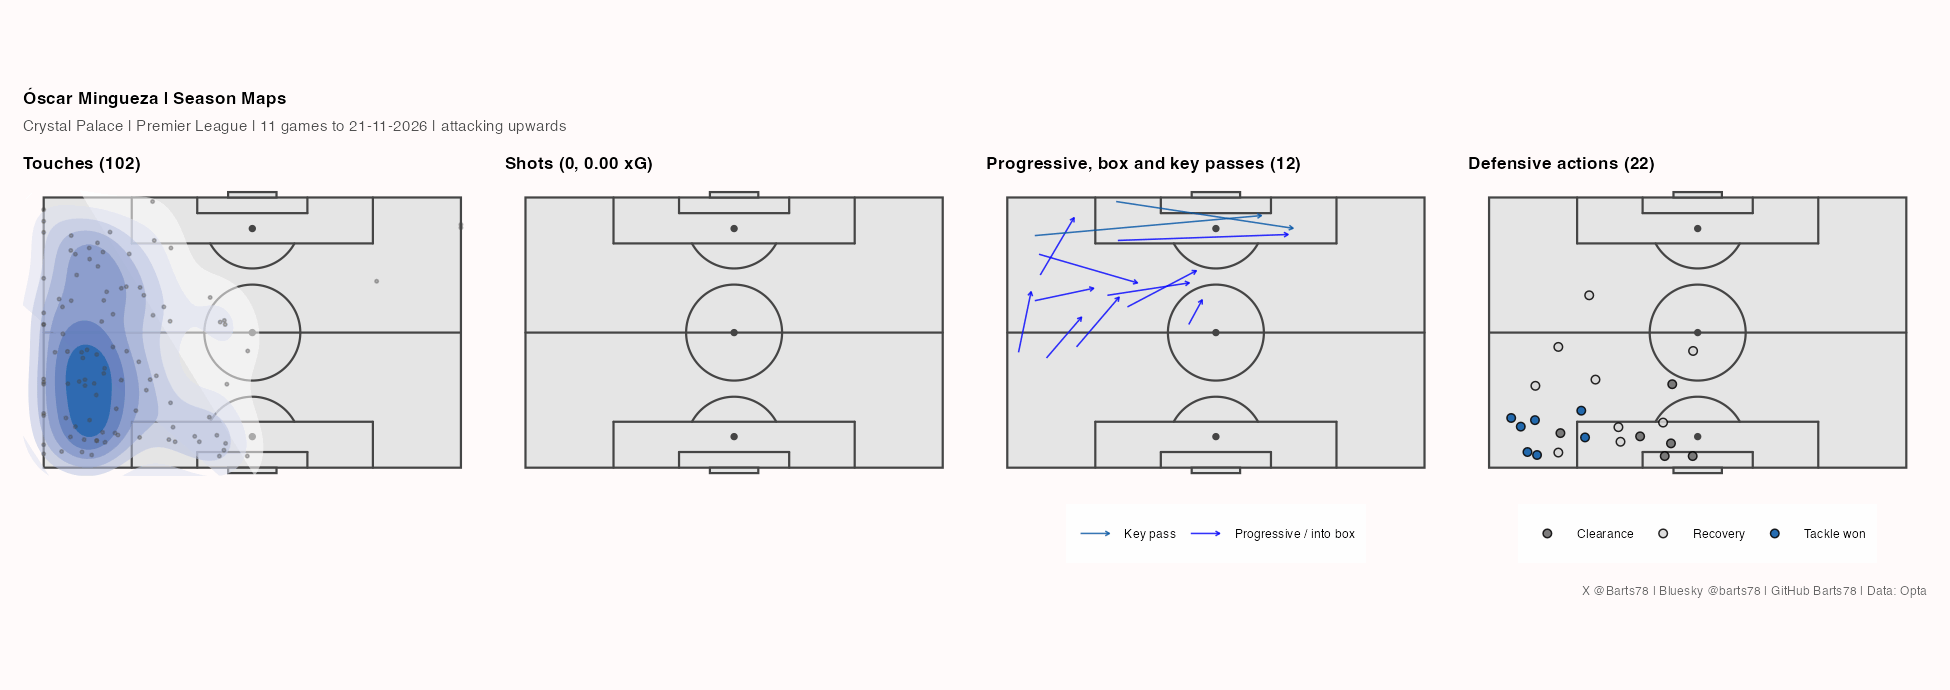 Óscar Mingueza | Season Maps
Crystal Palace | Premier League | 11 games to 21-11-2026 | attacking upwards
Touches (102)
Shots (0, 0.00 xG)
Progressive, box and key passes (12)
Defensive actions (22)
Key pass
Progressive / into box
Clearance
Recovery
Tackle won
X @Barts78 | Bluesky @barts78 | GitHub Barts78 | Data: Opta